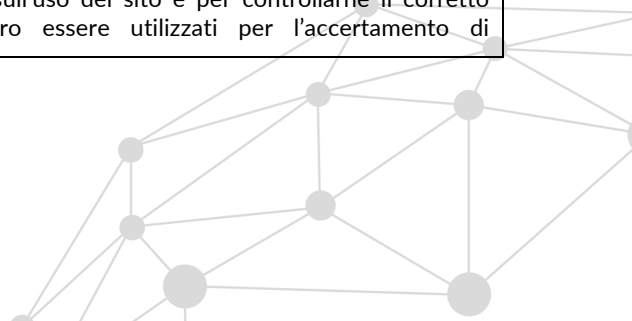 sull'uso del sito e per controllarne il corretto
ro essere utilizzati per l’accertamento di